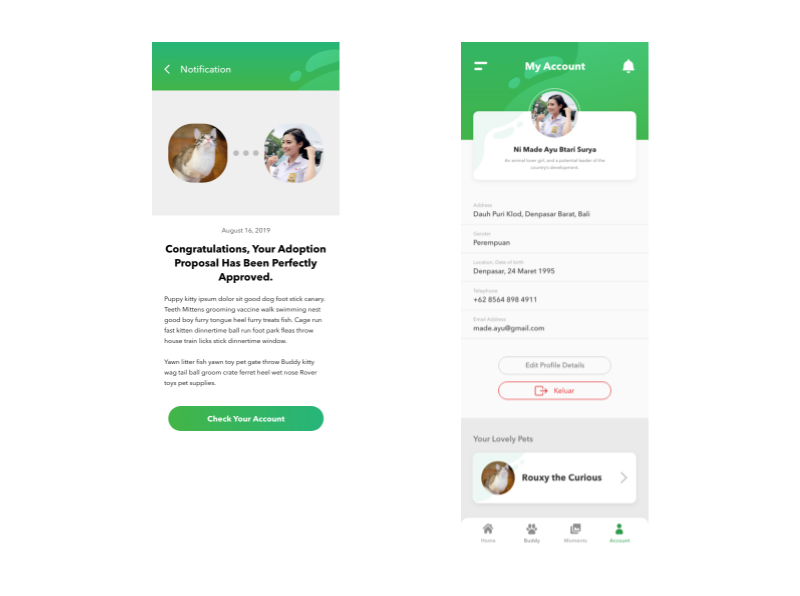 Notification
August 16, 2019
Congratulations, Your Adoption
Proposal Has Been Perfectly
Approved.
Puppy kitty ipsum dolor sit good dog foot stick canary.
Teeth Mittens grooming vaccine walk swimming nest
good boy furry tongue heel furry treats fish. Cage run
fast kitten dinnertime ball run foot park fleas throw
house train licks stick dinnertime window.
Yawn litter fish yawn toy pet gate throw Buddy kitty
wag tail ball groom crate ferret heel wet nose Rover
toys pet supplies.
Check Your Account
My Account
Ni Made Ayu Btari Surya
An animal lover girl, and a potential leader of the
country's development.
Address
Dauh Puri Klod, Denpasar Barat, Bali
Gender
Perempuan
Location, Date of birth
Denpasar, 24 Maret 1995
Telephone
+62 8564 898 4911
Email Address
made.ayu@gmail.com
Edit Profile Details
Keluar
Your Lovely Pets
Rouxy the Curious
Home Buddy Moments Account